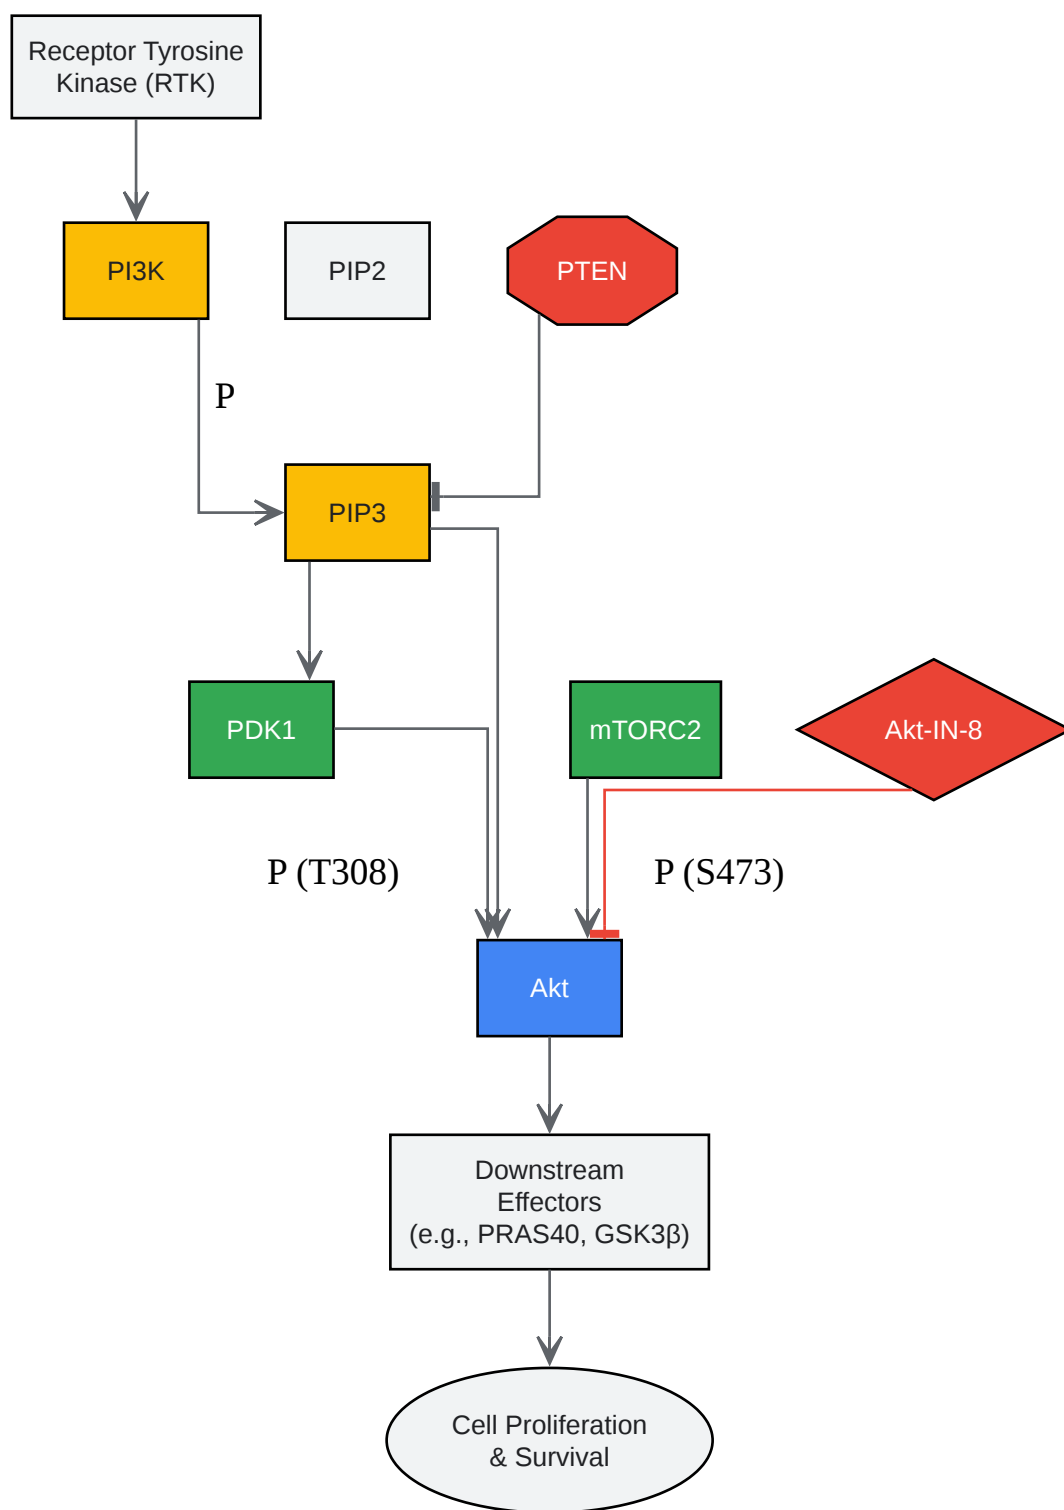 Receptor Tyrosine
Kinase (RTK)
PI3K
PIP2
PTEN
P
PIP3
PDK1
mTORC2
Akt-IN-8
P (T308)
P (S473)
Akt
Downstream
Effectors
(e.g., PRAS40, GSK3β)
Cell Proliferation
& Survival